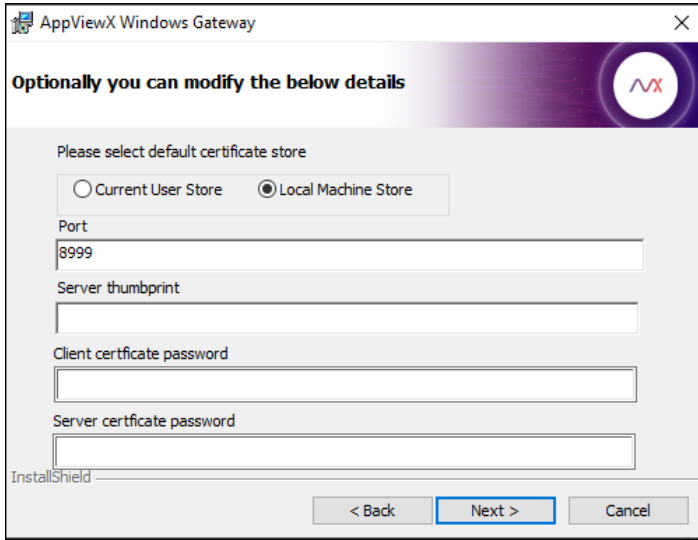 AppViewX Windows Gateway
Optionally you can modify the below details
Please select default certificate store
Current User Store Local Machine Store
Port
8999
Server thumbprint
Client certficate password
Server certficate password
InstallShield
< Back Next > Cancel